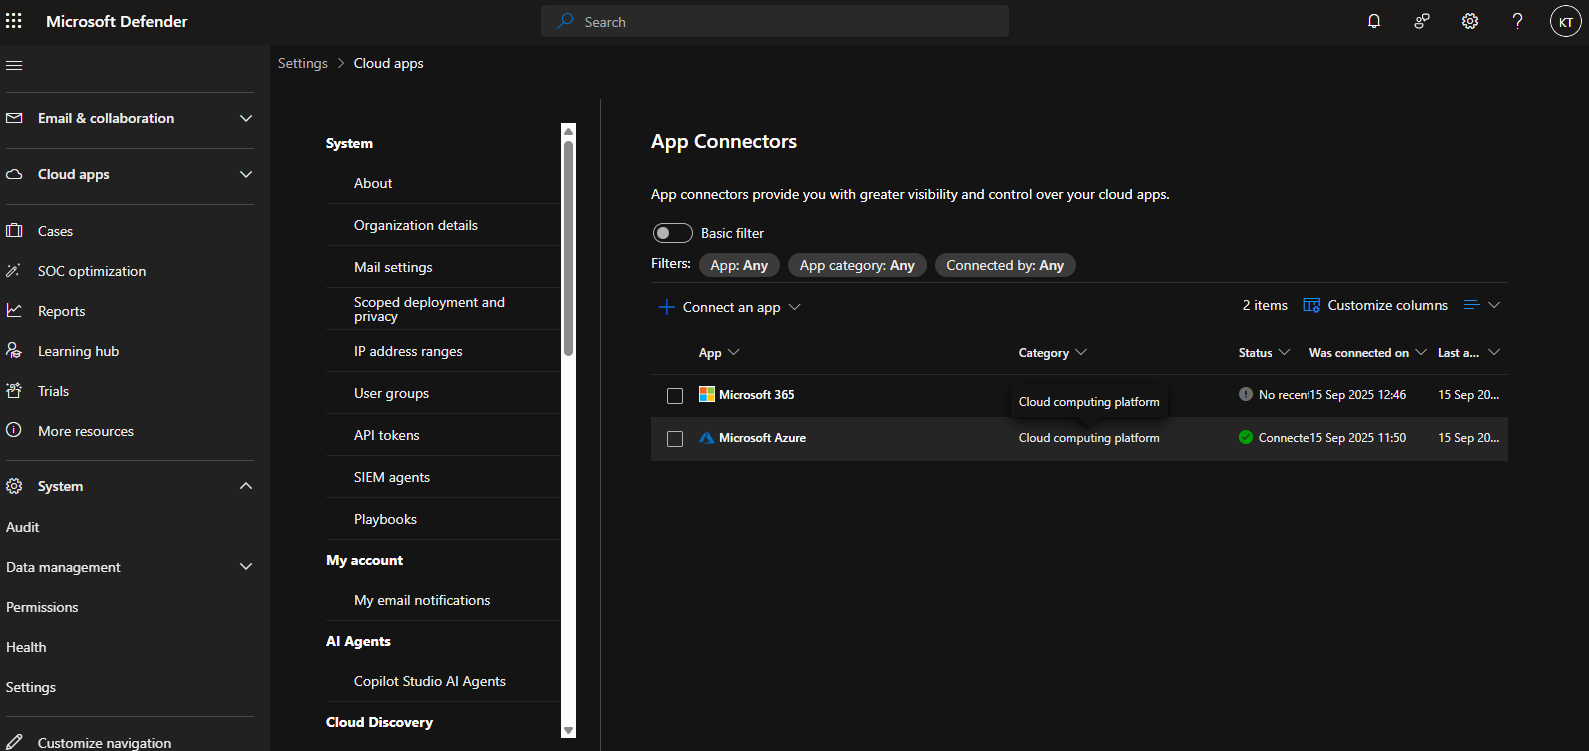 Microsoft Defender
Search
KT
Settings > Cloud apps
Email & collaboration
Cloud apps
Cases
SOC optimization
Reports
Learning hub
Trials
More resources
System
Audit
Data management
Permissions
Health
Settings
Customize navigation
System
About
Organization details
Mail settings
Scoped deployment and
privacy
IP address ranges
User groups
API tokens
SIEM agents
Playbooks
My account
My email notifications
AI Agents
Copilot Studio AI Agents
Cloud Discovery
App Connectors
App connectors provide you with greater visibility and control over your cloud apps.
Basic filter
Filters: App: Any App category: Any Connected by: Any
Connect an app 2 items Customize columns
App Category Status Was connected on Last a...
Microsoft 365 No recen 15 Sep 2025 12:46 15 Sep 20...
Cloud computing platform
Microsoft Azure Cloud computing platform Connecte 15 Sep 2025 11:50 15 Sep 20...